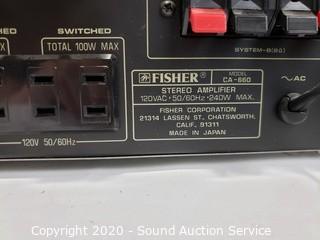 SWITCHED
TOTAL 100W MAX
120V 50/60Hz
FISHER MODEL CA-660
STEREO AMPLIFIER
120VAC·50/60Hz·240W MAX.
FISHER CORPORATION
21314 LASSEN ST., CHATSWORTH,
CALIF. 91311
MADE IN JAPAN
SYSTEM-B(8Ω)
~AC
Copyright 2020 - Sound Auction Service